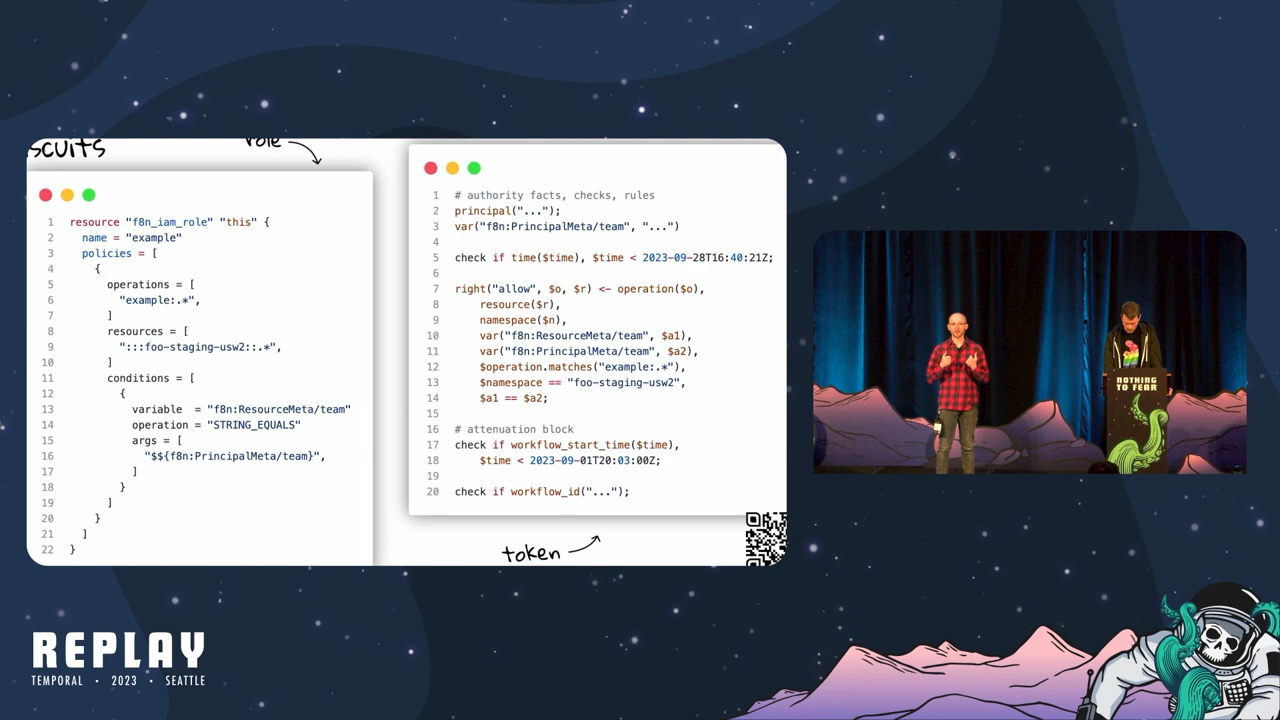 scuits
role
1 resource "f8n_iam_role" "this" {
2 name = "example"
3 policies = [
4 {
5 operations = [
6 "example:.*",
7 ]
8 resources = [
9 ":::foo-staging-usw2::.*",
10 ]
11 conditions = [
12 {
13 variable = "f8n:ResourceMeta/team"
14 operation = "STRING_EQUALS"
15 args = [
16 "$${f8n:PrincipalMeta/team}",
17 ]
18 }
19 ]
20 }
21 ]
22 }
1 # authority facts, checks, rules
2 principal("...");
3 var("f8n:PrincipalMeta/team", "...")
4
5 check if time($time), $time < 2023-09-28T16:40:21Z;
6
7 right("allow", $o, $r) <- operation($o),
8 resource($r),
9 namespace($n),
10 var("f8n:ResourceMeta/team", $a1),
11 var("f8n:PrincipalMeta/team", $a2),
12 $operation.matches("example:.*"),
13 $namespace == "foo-staging-usw2",
14 $a1 == $a2;
15
16 # attenuation block
17 check if workflow_start_time($time),
18 $time < 2023-09-01T20:03:00Z;
19
20 check if workflow_id("...");
token
NOTHING
TO FEAR
REPLAY
TEMPORAL • 2023 • SEATTLE